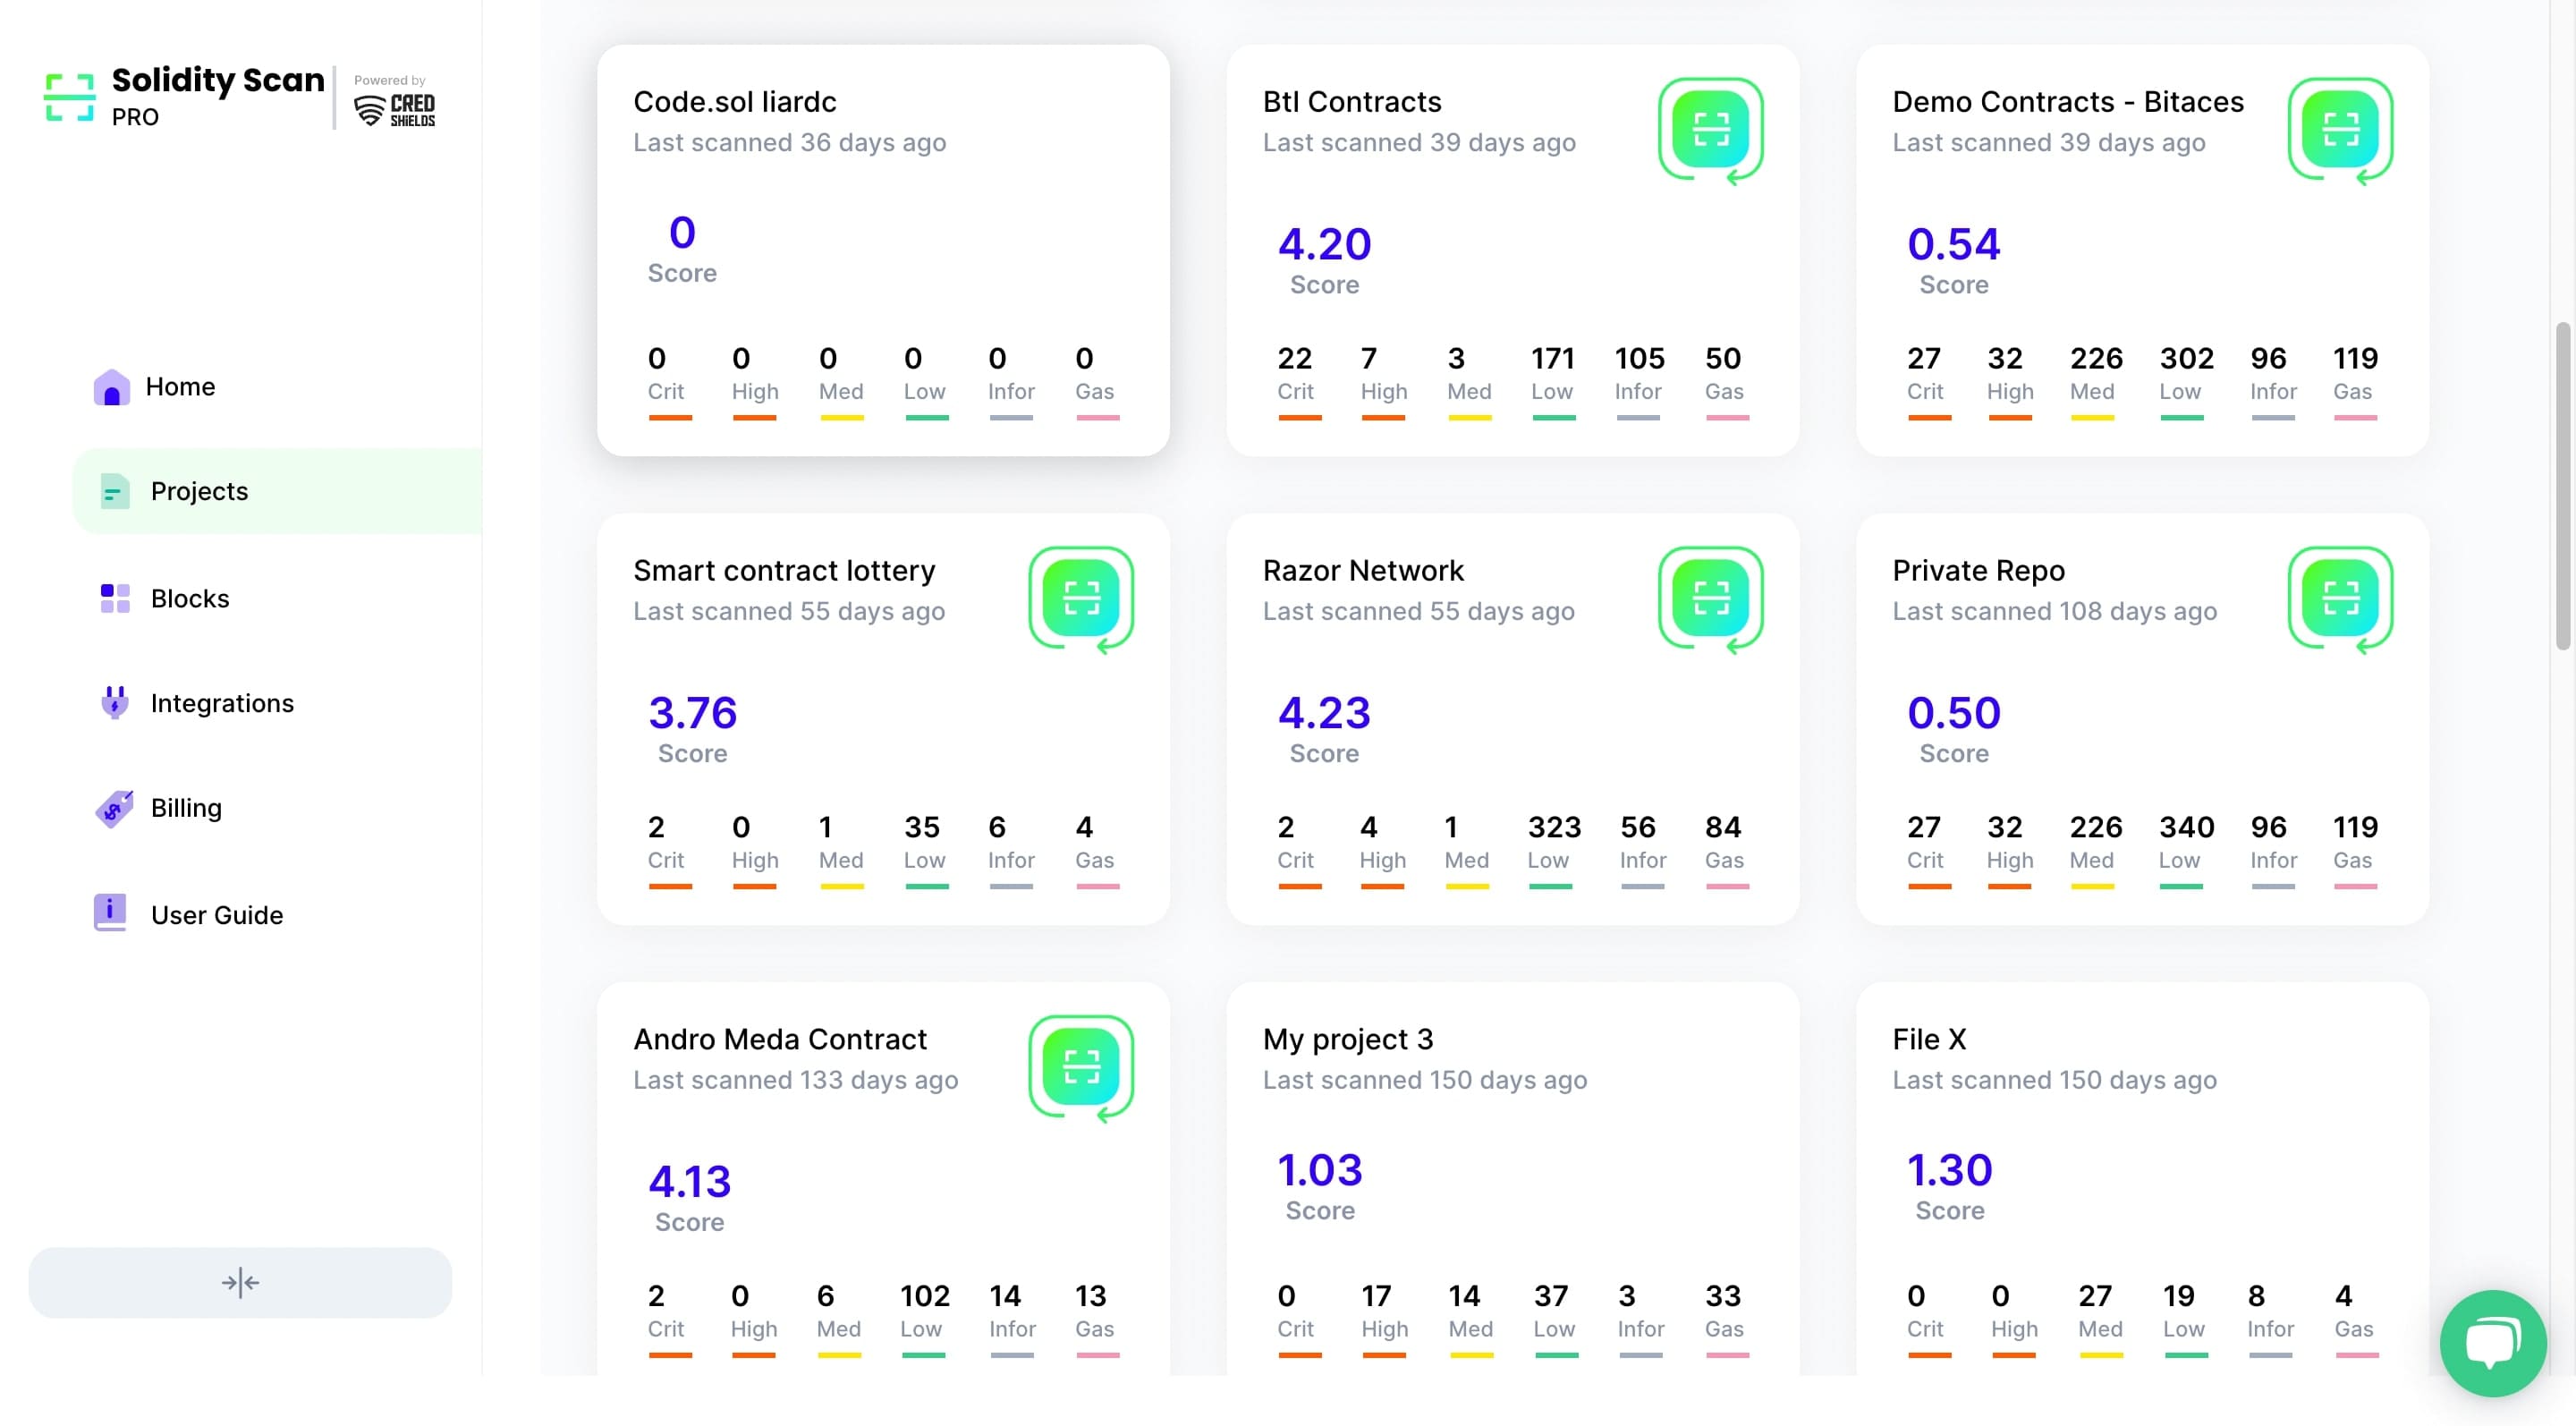 Solidity Scan
PRO
Powered by
CRED
SHiELDS
Home
Projects
Blocks
Integrations
Billing
User Guide
Code.sol liardc
Last scanned 36 days ago
0
Score
0 0 0 0 0 0
Crit High Med Low Infor Gas
Btl Contracts
Last scanned 39 days ago
4.20
Score
22 7 3 171 105 50
Crit High Med Low Infor Gas
Demo Contracts - Bitaces
Last scanned 39 days ago
0.54
Score
27 32 226 302 96 119
Crit High Med Low Infor Gas
Smart contract lottery
Last scanned 55 days ago
3.76
Score
2 0 1 35 6 4
Crit High Med Low Infor Gas
Razor Network
Last scanned 55 days ago
4.23
Score
2 4 1 323 56 84
Crit High Med Low Infor Gas
Private Repo
Last scanned 108 days ago
0.50
Score
27 32 226 340 96 119
Crit High Med Low Infor Gas
Andro Meda Contract
Last scanned 133 days ago
4.13
Score
2 0 6 102 14 13
Crit High Med Low Infor Gas
My project 3
Last scanned 150 days ago
1.03
Score
0 17 14 37 3 33
Crit High Med Low Infor Gas
File X
Last scanned 150 days ago
1.30
Score
0 0 27 19 8 4
Crit High Med Low Infor Gas